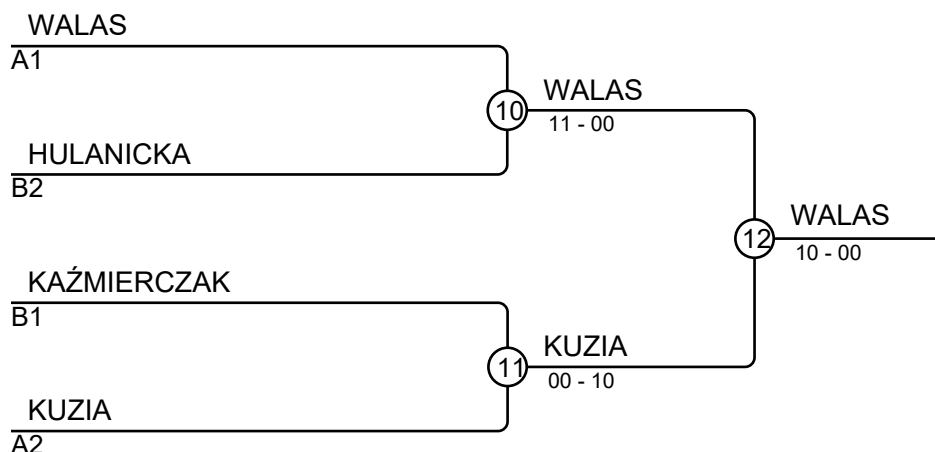 WALAS
A1
10
WALAS
11 - 00
HULANICKA
B2
12
WALAS
10 - 00
KAŹMIERCZAK
B1
11
KUZIA
00 - 10
KUZIA
A2